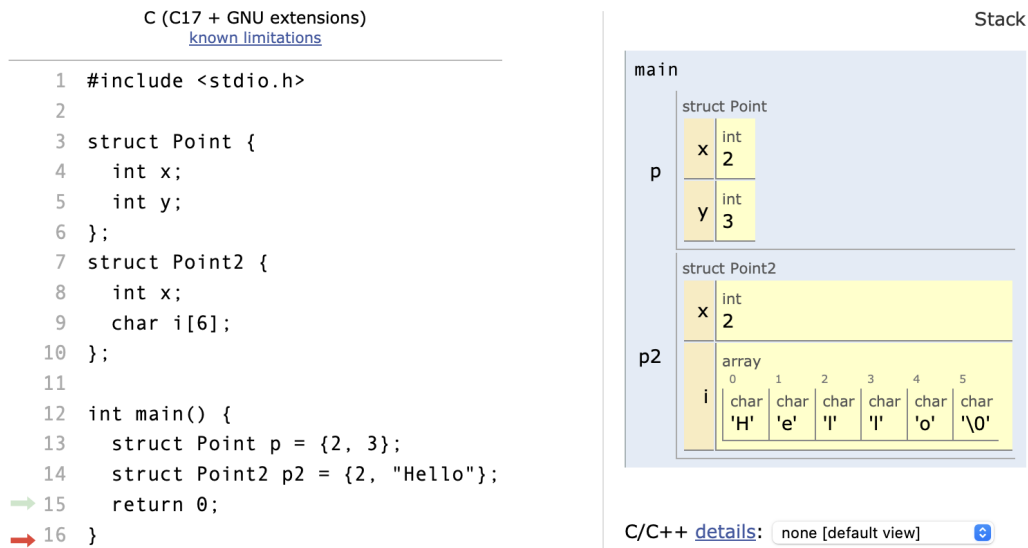 C (C17 + GNU extensions)
known limitations
1 #include <stdio.h>
2
3 struct Point {
4   int x;
5   int y;
6 };
7 struct Point2 {
8   int x;
9   char i[6];
10 };
11
12 int main() {
13   struct Point p = {2, 3};
14   struct Point2 p2 = {2, "Hello"};
15   return 0;
16 }
Stack
main
struct Point
p
x int 2
y int 3
struct Point2
p2
x int 2
i array
0 1 2 3 4 5
char char char char char char
'H' 'e' 'l' 'l' 'o' '\0'
C/C++ details: none [default view]